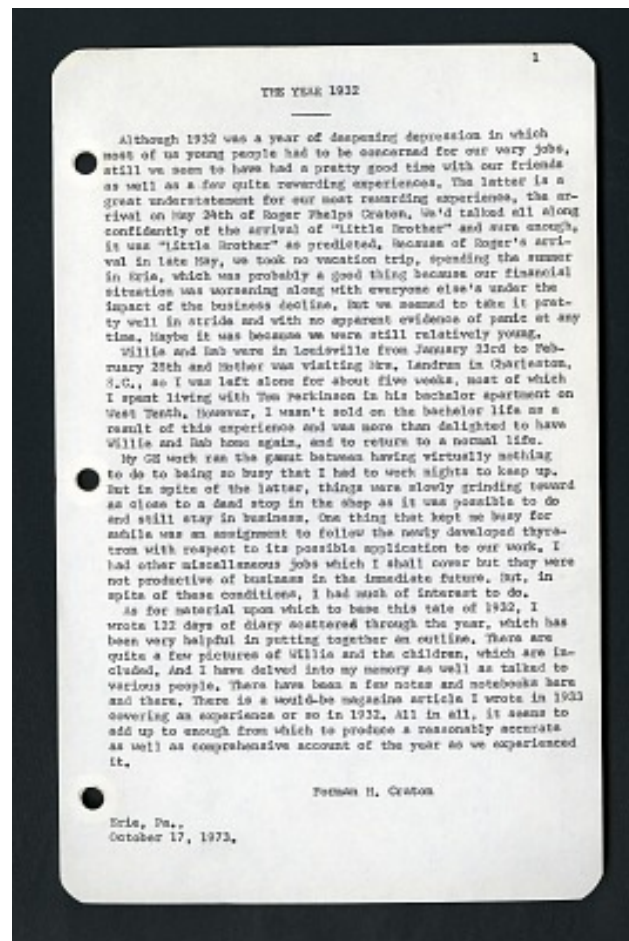 1
THE YEAR 1932
Although 1932 was a year of deepening depression in which
most of us young people had to be concerned for our very jobs,
still we seem to have had a pretty good time with our friends
as well as a few quite rewarding experiences. The latter is a
great understatement for our most rewarding experience, the ar-
rival on May 24th of Roger Phelps Craton. We'd talked all along
confidently of the arrival of "Little Brother" and sure enough,
it was "Little Brother" as predicted. Because of Roger's arri-
val in late May, we took no vacation trip, spending the summer
in Erie, which was probably a good thing because our financial
situation was worsening along with everyone else's under the
impact of the business decline. But we seemed to take it pret-
ty well in stride and with no apparent evidence of panic at any
time. Maybe it was because we were still relatively young.
Willie and Bab were in Louisville from January 23rd to Feb-
ruary 28th and Mother was visiting Mrs. Landrum in Charleston,
S.C., so I was left alone for about five weeks, most of which
I spent living with Tom Perkinson in his bachelor apartment on
West Tenth. However, I wasn't sold on the bachelor life as a
result of this experience and was more than delighted to have
Willie and Bab home again, and to return to a normal life.
My GE work ran the gamut between having virtually nothing
to do to being so busy that I had to work nights to keep up.
But in spite of the latter, things were slowly grinding toward
as close to a dead stop in the shop as it was possible to do
and still stay in business. One thing that kept me busy for
awhile was an assignment to follow the newly developed thyra-
tron with respect to its possible application to our work. I
had other miscellaneous jobs which I shall cover but they were
not productive of business in the immediate future. But, in
spite of these conditions, I had much of interest to do.
As for material upon which to base this tale of 1932, I
wrote 122 days of diary scattered through the year, which has
been very helpful in putting together an outline. There are
quite a few pictures of Willie and the children, which are in-
cluded. And I have delved into my memory as well as talked to
various people. There have been a few notes and notebooks here
and there. There is a would-be magazine article I wrote in 1933
covering an experience or so in 1932. All in all, it seems to
add up to enough from which to produce a reasonably accurate
as well as comprehensive account of the year as we experienced
it.
Forman H. Craton
Erie, Pa.,
October 17, 1973.